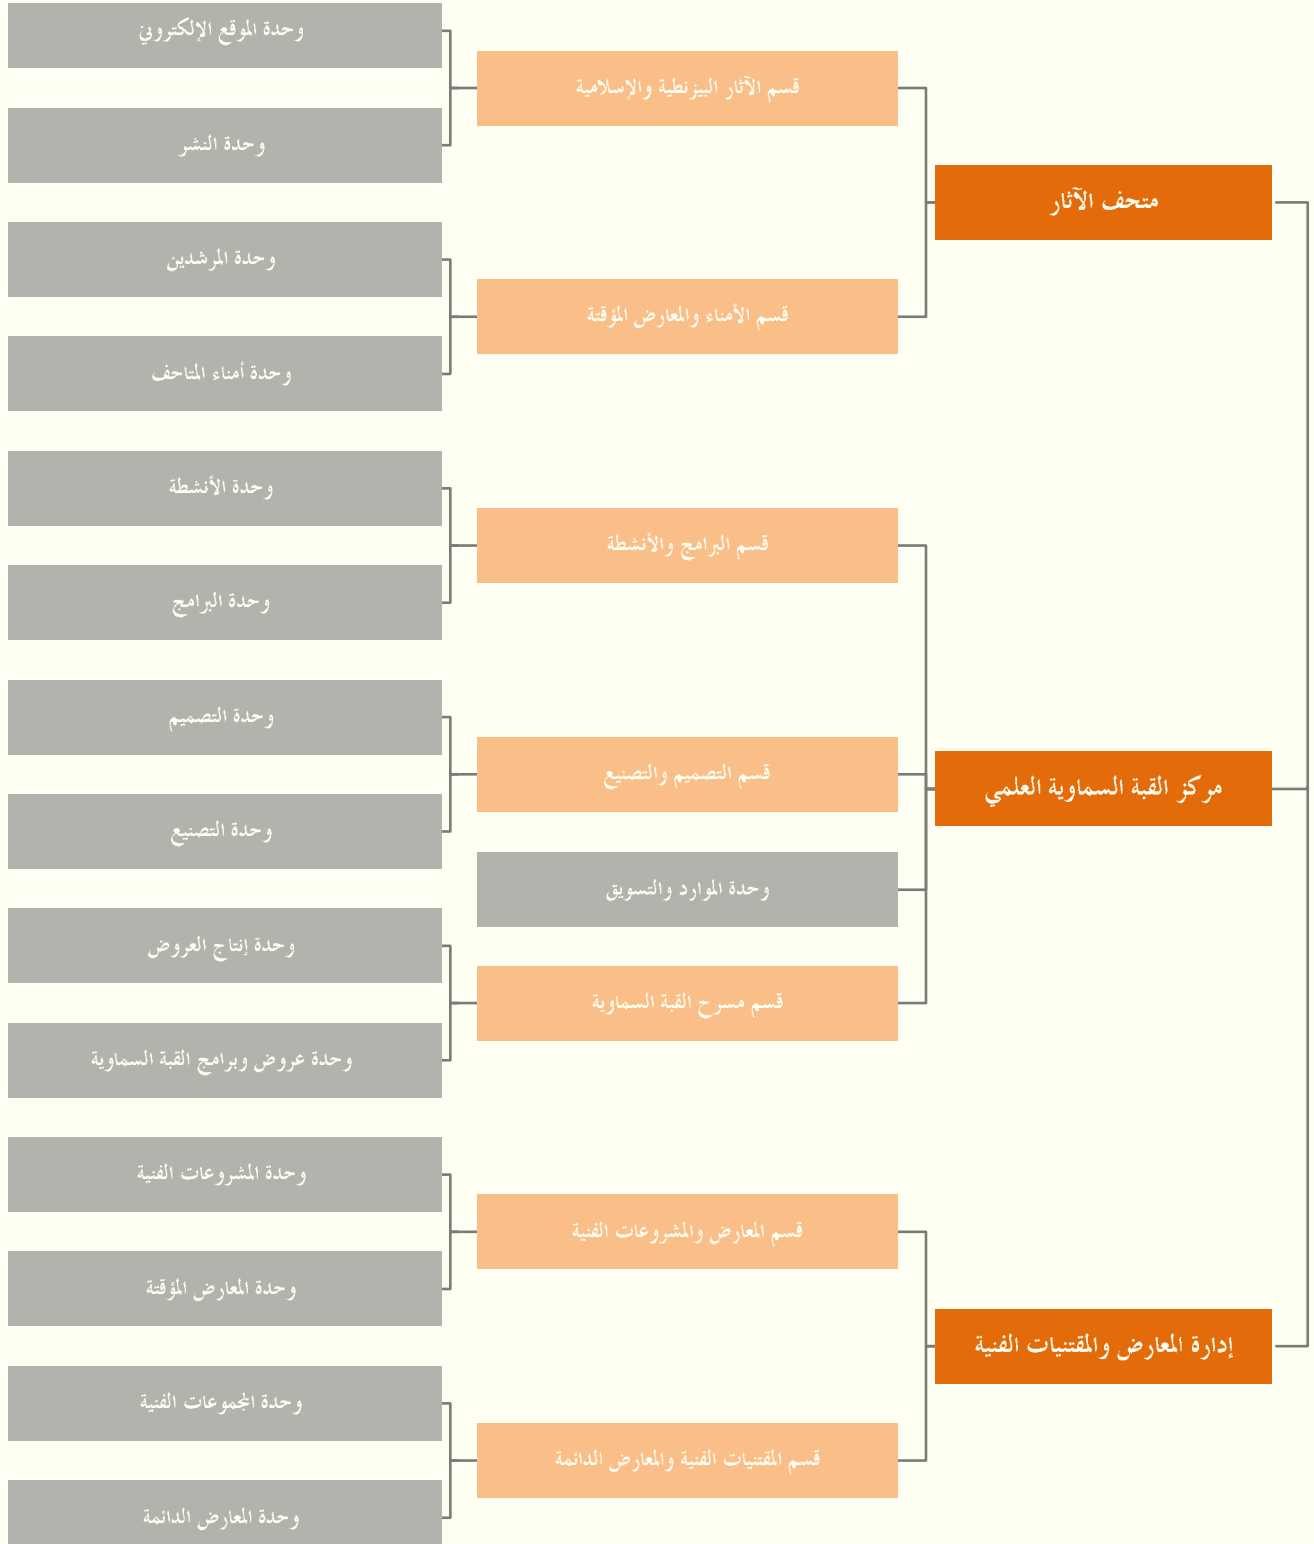 متحف الآثار
قسم الآثار البيزنطية والإسلامية
وحدة الموقع الإلكتروني
وحدة النشر
قسم الأمناء والمعارض المؤقتة
وحدة المرشدين
وحدة أمناء المتاحف
مركز القبة السماوية العلمي
قسم البرامج والأنشطة
وحدة الأنشطة
وحدة البرامج
قسم التصميم والتصنيع
وحدة التصميم
وحدة التصنيع
وحدة الموارد والتسويق
قسم مسرح القبة السماوية
وحدة إنتاج العروض
وحدة عروض وبرامج القبة السماوية
إدارة المعارض والمقتنيات الفنية
قسم المعارض والمشروعات الفنية
وحدة المشروعات الفنية
وحدة المعارض المؤقتة
قسم المقتنيات الفنية والمعارض الدائمة
وحدة المجموعات الفنية
وحدة المعارض الدائمة